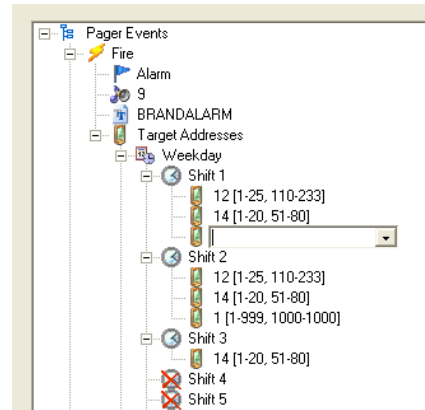 Pager Events
Fire
Alarm
9
BRANDALARM
Target Addresses
Weekday
Shift 1
12 [1-25, 110-233]
14 [1-20, 51-80]
Shift 2
12 [1-25, 110-233]
14 [1-20, 51-80]
1 [1-999, 1000-1000]
Shift 3
14 [1-20, 51-80]
Shift 4
Shift 5